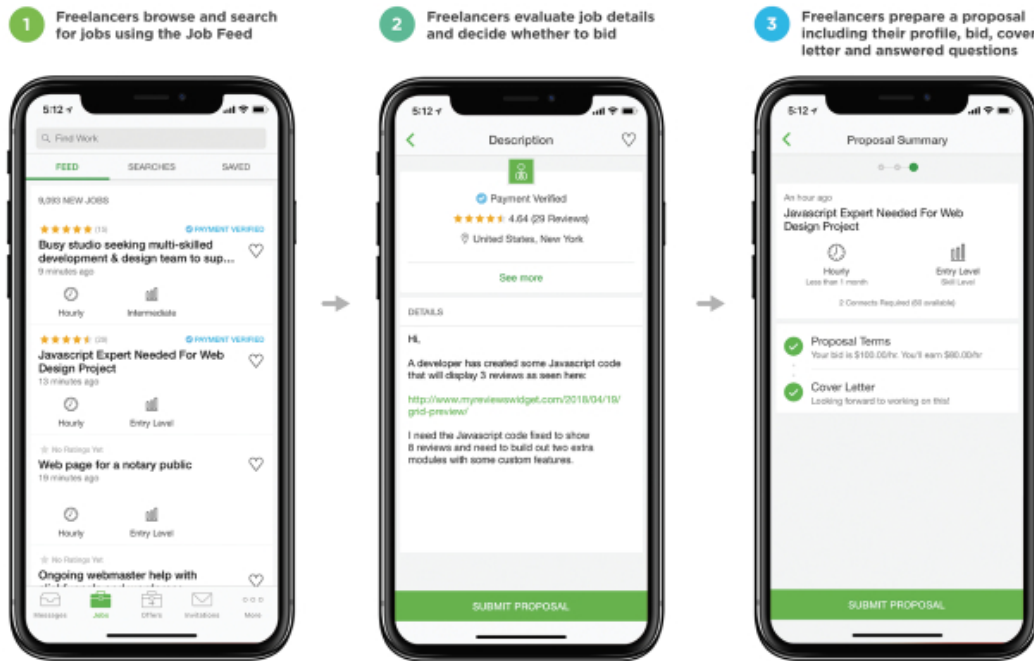 1
Freelancers browse and search
for jobs using the Job Feed
5:12
Find Work
FEED SEARCHES SAVED
9,093 NEW JOBS
(15) PAYMENT VERIFIED
Busy studio seeking multi-skilled
development & design team to sup...
9 minutes ago
Hourly Intermediate
(29) PAYMENT VERIFIED
Javascript Expert Needed For Web
Design Project
13 minutes ago
Hourly Entry Level
No Ratings Yet
Web page for a notary public
19 minutes ago
Hourly Entry Level
No Ratings Yet
Ongoing webmaster help with
Messages Jobs Offers Invitations More
2
Freelancers evaluate job details
and decide whether to bid
5:12
Description
Payment Verified
4.64 (29 Reviews)
United States, New York
See more
DETAILS
Hi,
A developer has created some Javascript code
that will display 3 reviews as seen here:
http://www.myreviewswidget.com/2018/04/19/
grid-preview/
I need the Javascript code fixed to show
8 reviews and need to build out two extra
modules with some custom features.
SUBMIT PROPOSAL
3
Freelancers prepare a proposal
including their profile, bid, cover
letter and answered questions
5:12
Proposal Summary
An hour ago
Javascript Expert Needed For Web
Design Project
Hourly Entry Level
Less than 1 month Skill Level
2 Connects Required (60 available)
Proposal Terms
Your bid is $100.00/hr. You'll earn $80.00/hr
Cover Letter
Looking forward to working on this!
SUBMIT PROPOSAL